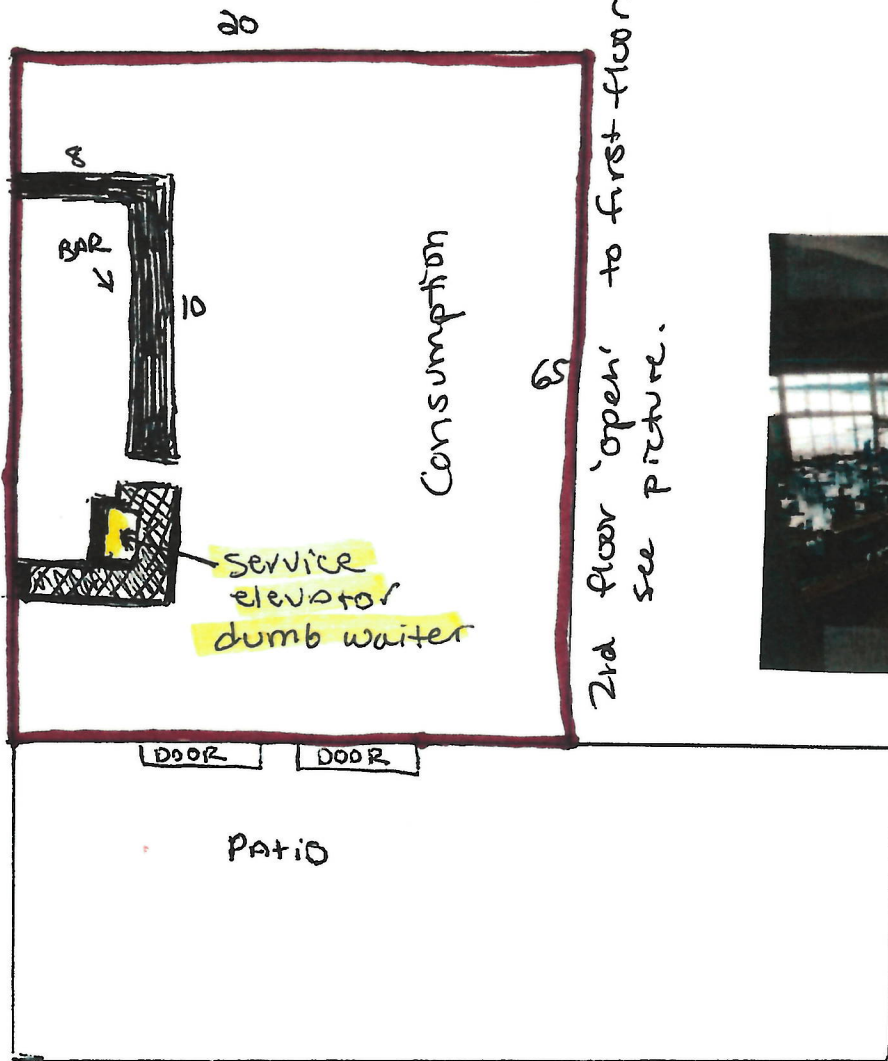 20
8
BAR
10
Consumption
65
service
elevator
dumb waiter
2rd floor 'open' to first floor
see picture.
DOOR
DOOR
PATiO